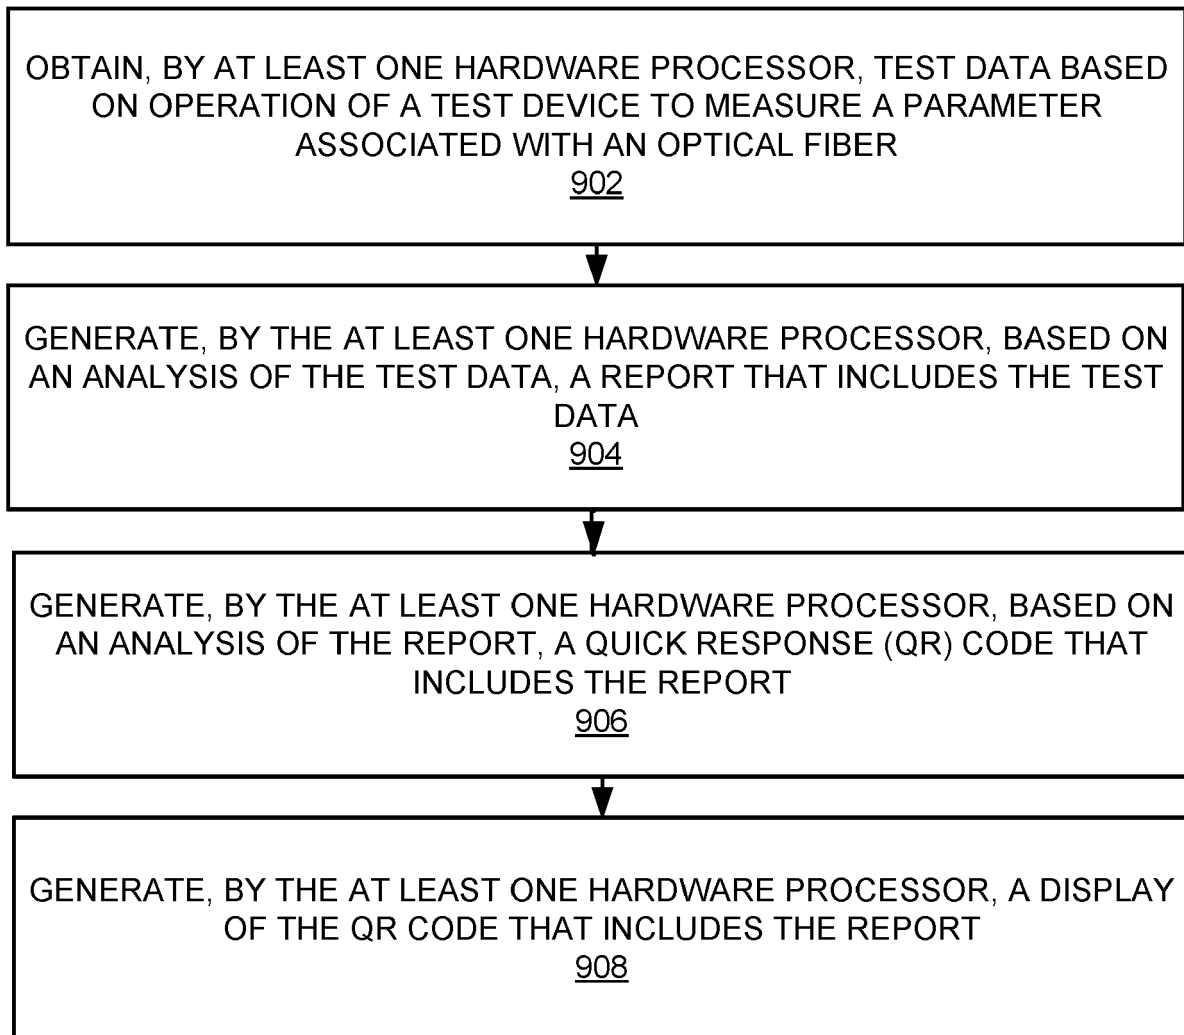 OBTAIN, BY AT LEAST ONE HARDWARE PROCESSOR, TEST DATA BASED
ON OPERATION OF A TEST DEVICE TO MEASURE A PARAMETER
ASSOCIATED WITH AN OPTICAL FIBER
902
GENERATE, BY THE AT LEAST ONE HARDWARE PROCESSOR, BASED ON
AN ANALYSIS OF THE TEST DATA, A REPORT THAT INCLUDES THE TEST
DATA
904
GENERATE, BY THE AT LEAST ONE HARDWARE PROCESSOR, BASED ON
AN ANALYSIS OF THE REPORT, A QUICK RESPONSE (QR) CODE THAT
INCLUDES THE REPORT
906
GENERATE, BY THE AT LEAST ONE HARDWARE PROCESSOR, A DISPLAY
OF THE QR CODE THAT INCLUDES THE REPORT
908